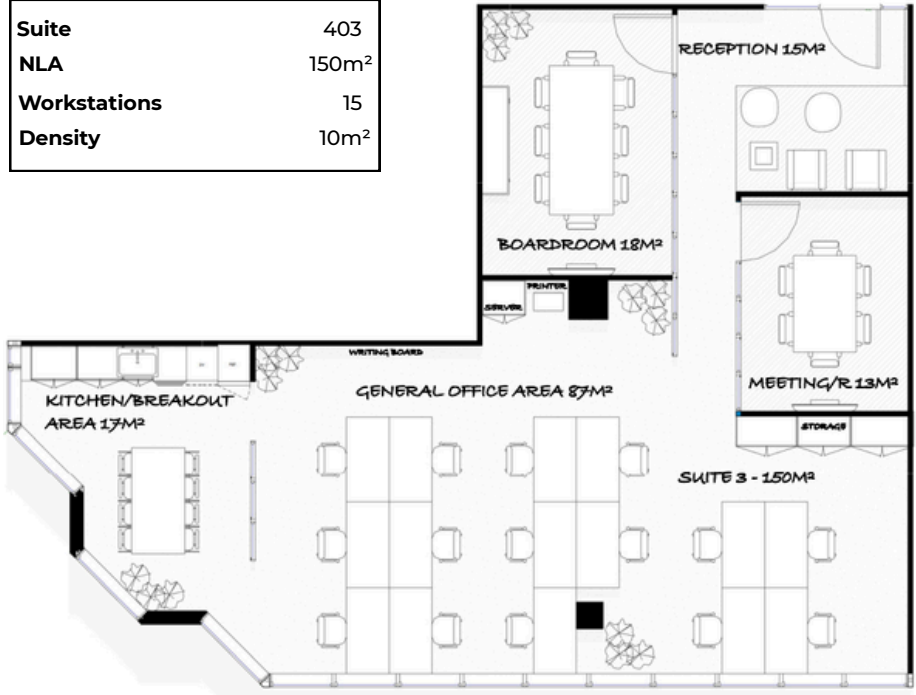 Suite 403
NLA 150m²
Workstations 15
Density 10m²
RECEPTION 15M²
BOARDROOM 18M²
PRINTER
SERVER
WRITING BOARD
KITCHEN/BREAKOUT
AREA 17M²
GENERAL OFFICE AREA 87M²
MEETING/R 13M²
STORAGE
SUITE 3 - 150M²